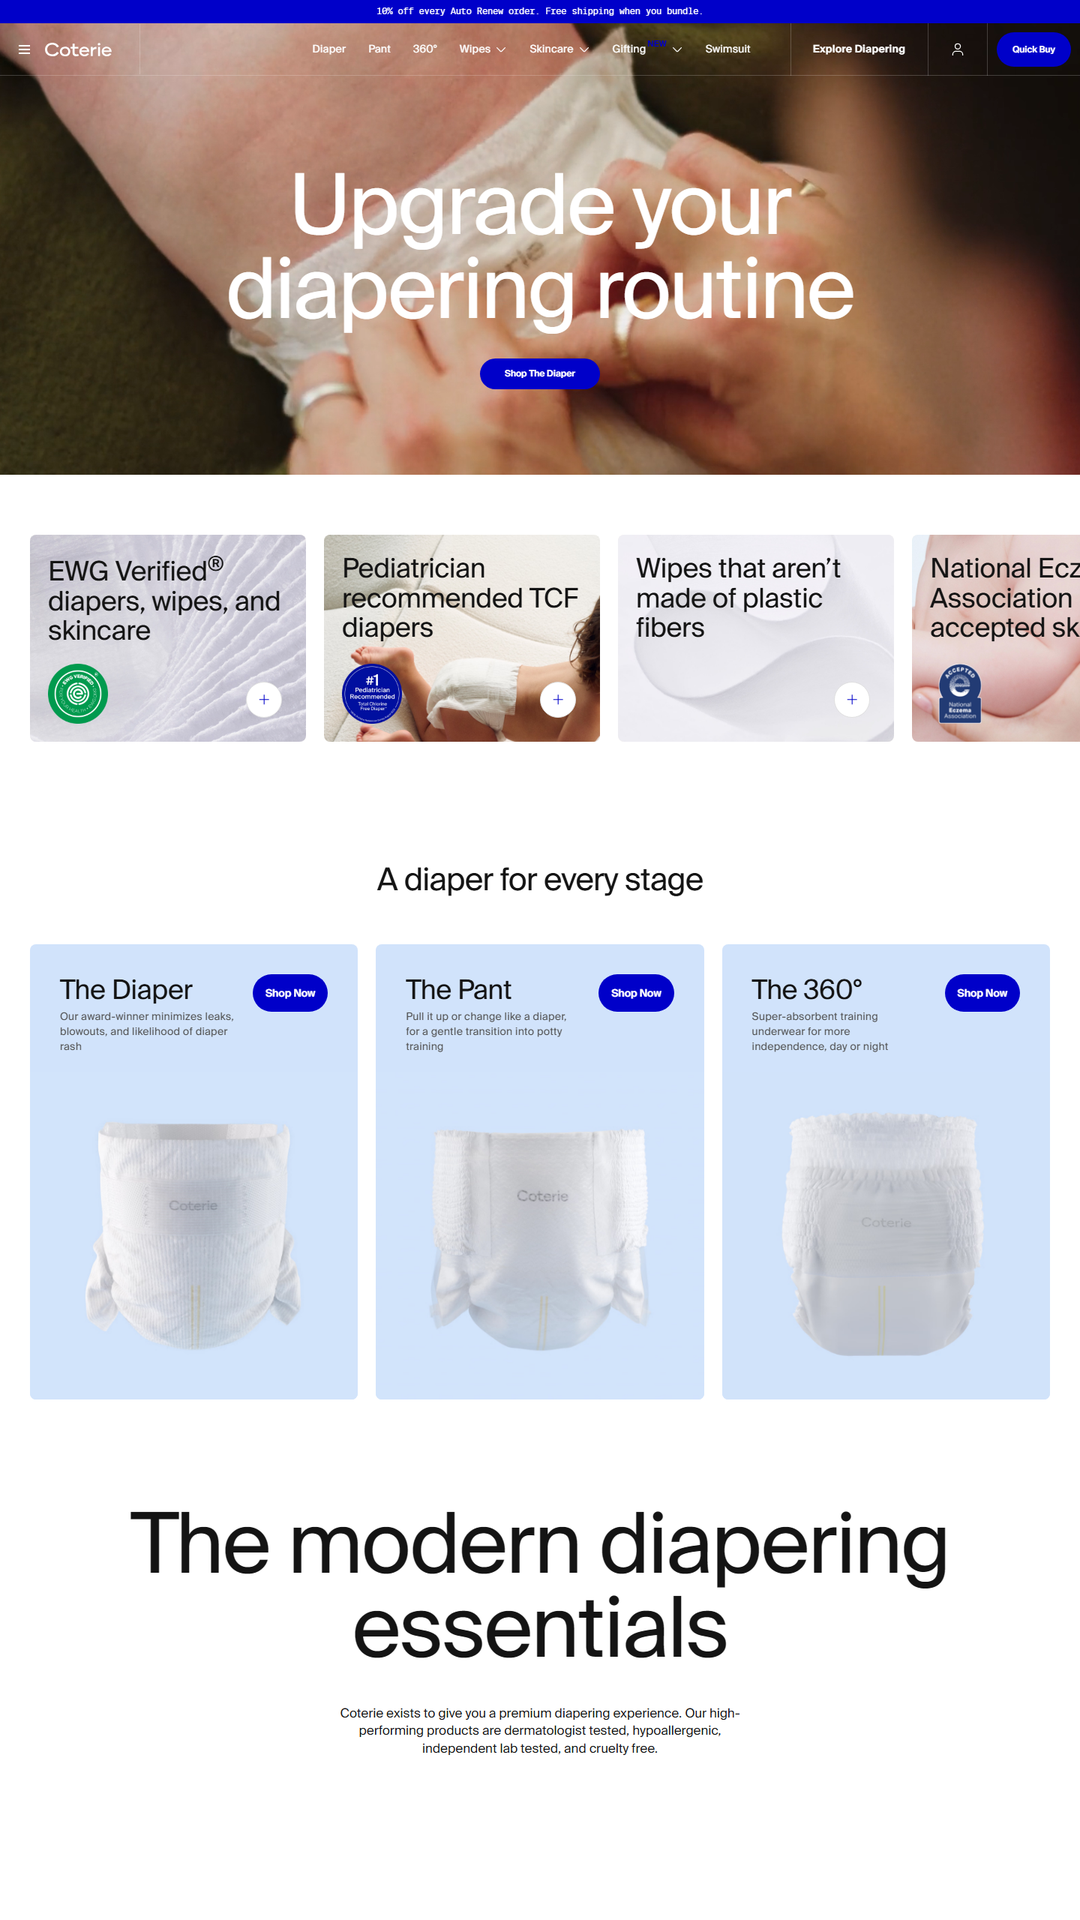 10% off every Auto Renew order. Free shipping when you bundle.
Coterie
Diaper
Pant
360°
Wipes
Skincare
Gifting NEW
Swimsuit
Explore Diapering
Quick Buy
Upgrade your
diapering routine
Shop The Diaper
EWG Verified®
diapers, wipes, and
skincare
EWG VERIFIED
Pediatrician
recommended TCF
diapers
#1
Pediatrician
Recommended
Total Chlorine
Free Diaper
Wipes that aren’t
made of plastic
fibers
National Ecz
Association
accepted sk
ACCEPTED
National
Eczema
Association
A diaper for every stage
The Diaper
Shop Now
Our award-winner minimizes leaks,
blowouts, and likelihood of diaper
rash
Coterie
The Pant
Shop Now
Pull it up or change like a diaper,
for a gentle transition into potty
training
Coterie
The 360°
Shop Now
Super-absorbent training
underwear for more
independence, day or night
Coterie
The modern diapering
essentials
Coterie exists to give you a premium diapering experience. Our high-
performing products are dermatologist tested, hypoallergenic,
independent lab tested, and cruelty free.